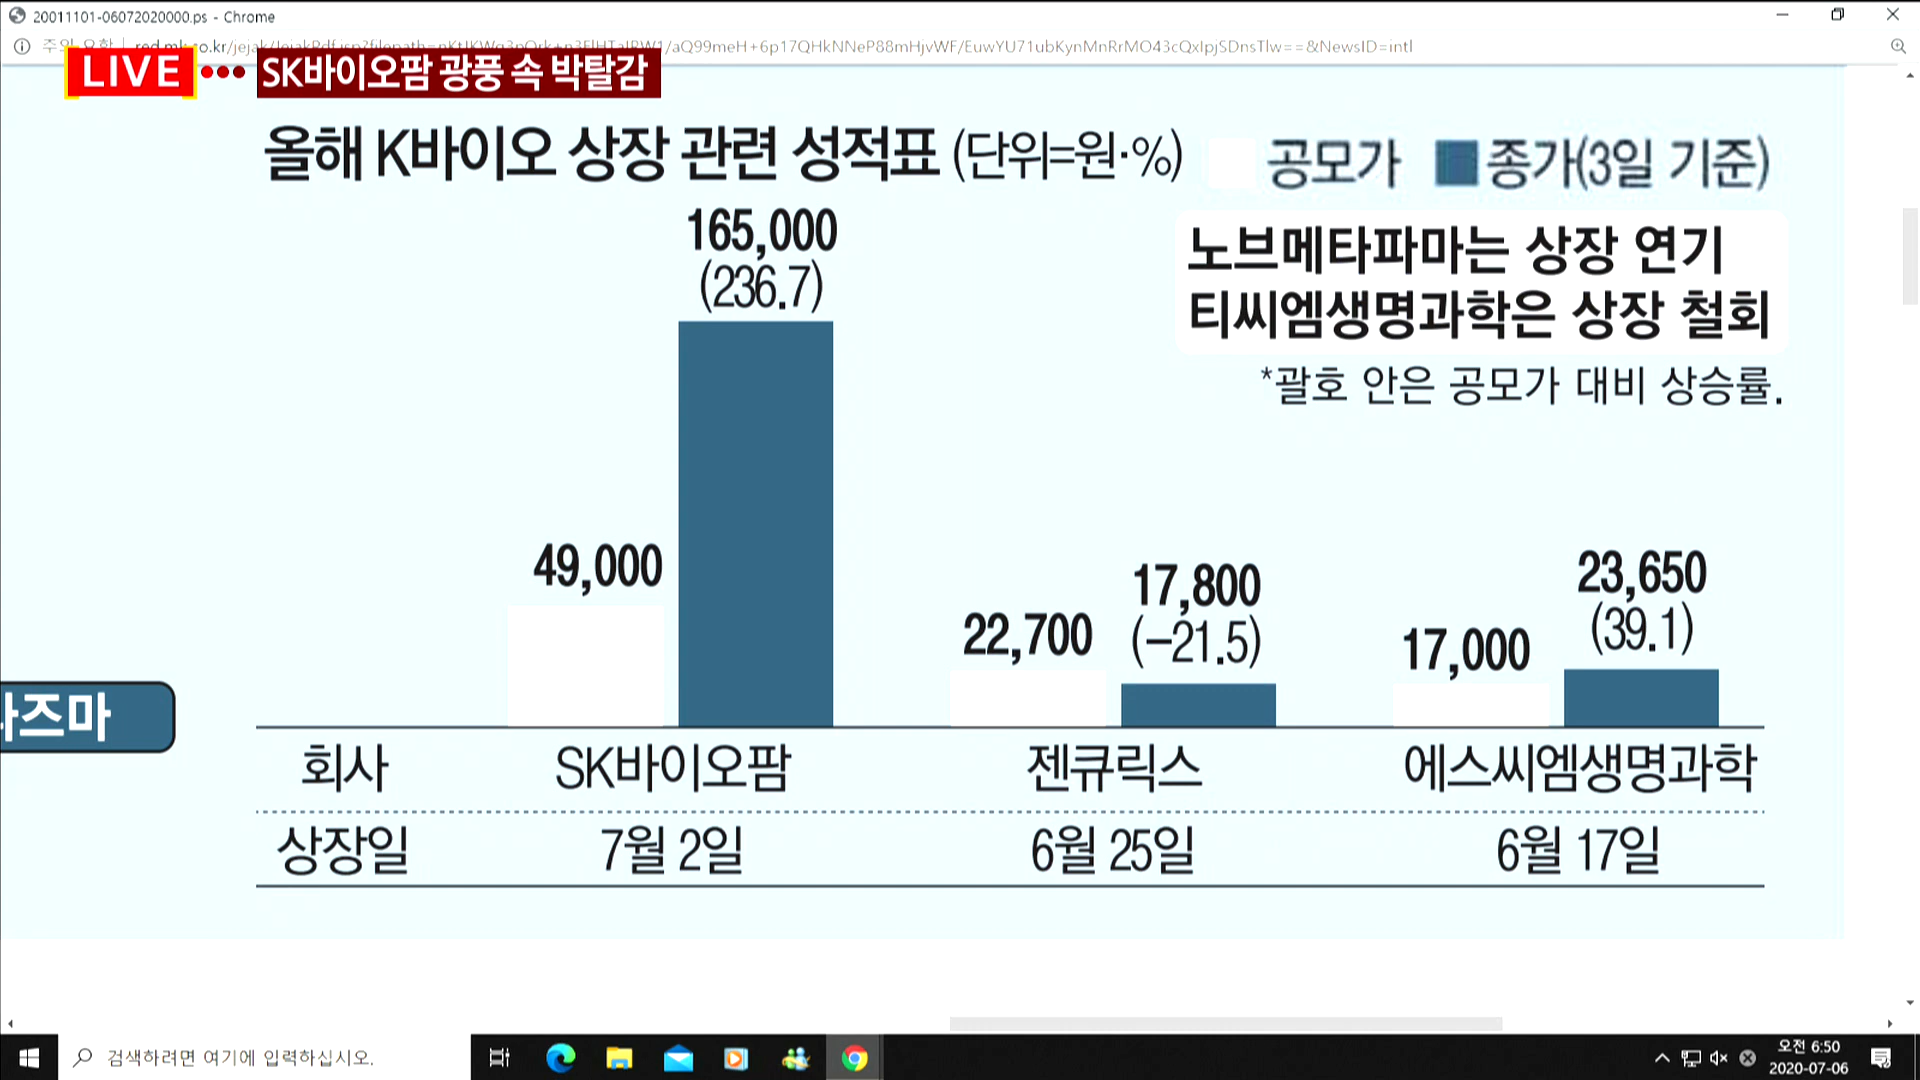 20011101-06072020000.ps - Chrome
LIVE
SK바이오팜 광풍 속 박탈감
올해 K바이오 상장 관련 성적표 (단위=원·%)
공모가 종가(3일 기준)
노브메타파마는 상장 연기
티씨엠생명과학은 상장 철회
*괄호 안은 공모가 대비 상승률.
165,000
(236.7)
49,000
22,700
17,800
(–21.5)
17,000
23,650
(39.1)
회사 SK바이오팜 젠큐릭스 에스씨엠생명과학
상장일 7월 2일 6월 25일 6월 17일
즈마
검색하려면 여기에 입력하십시오.
오전 6:50
2020-07-06